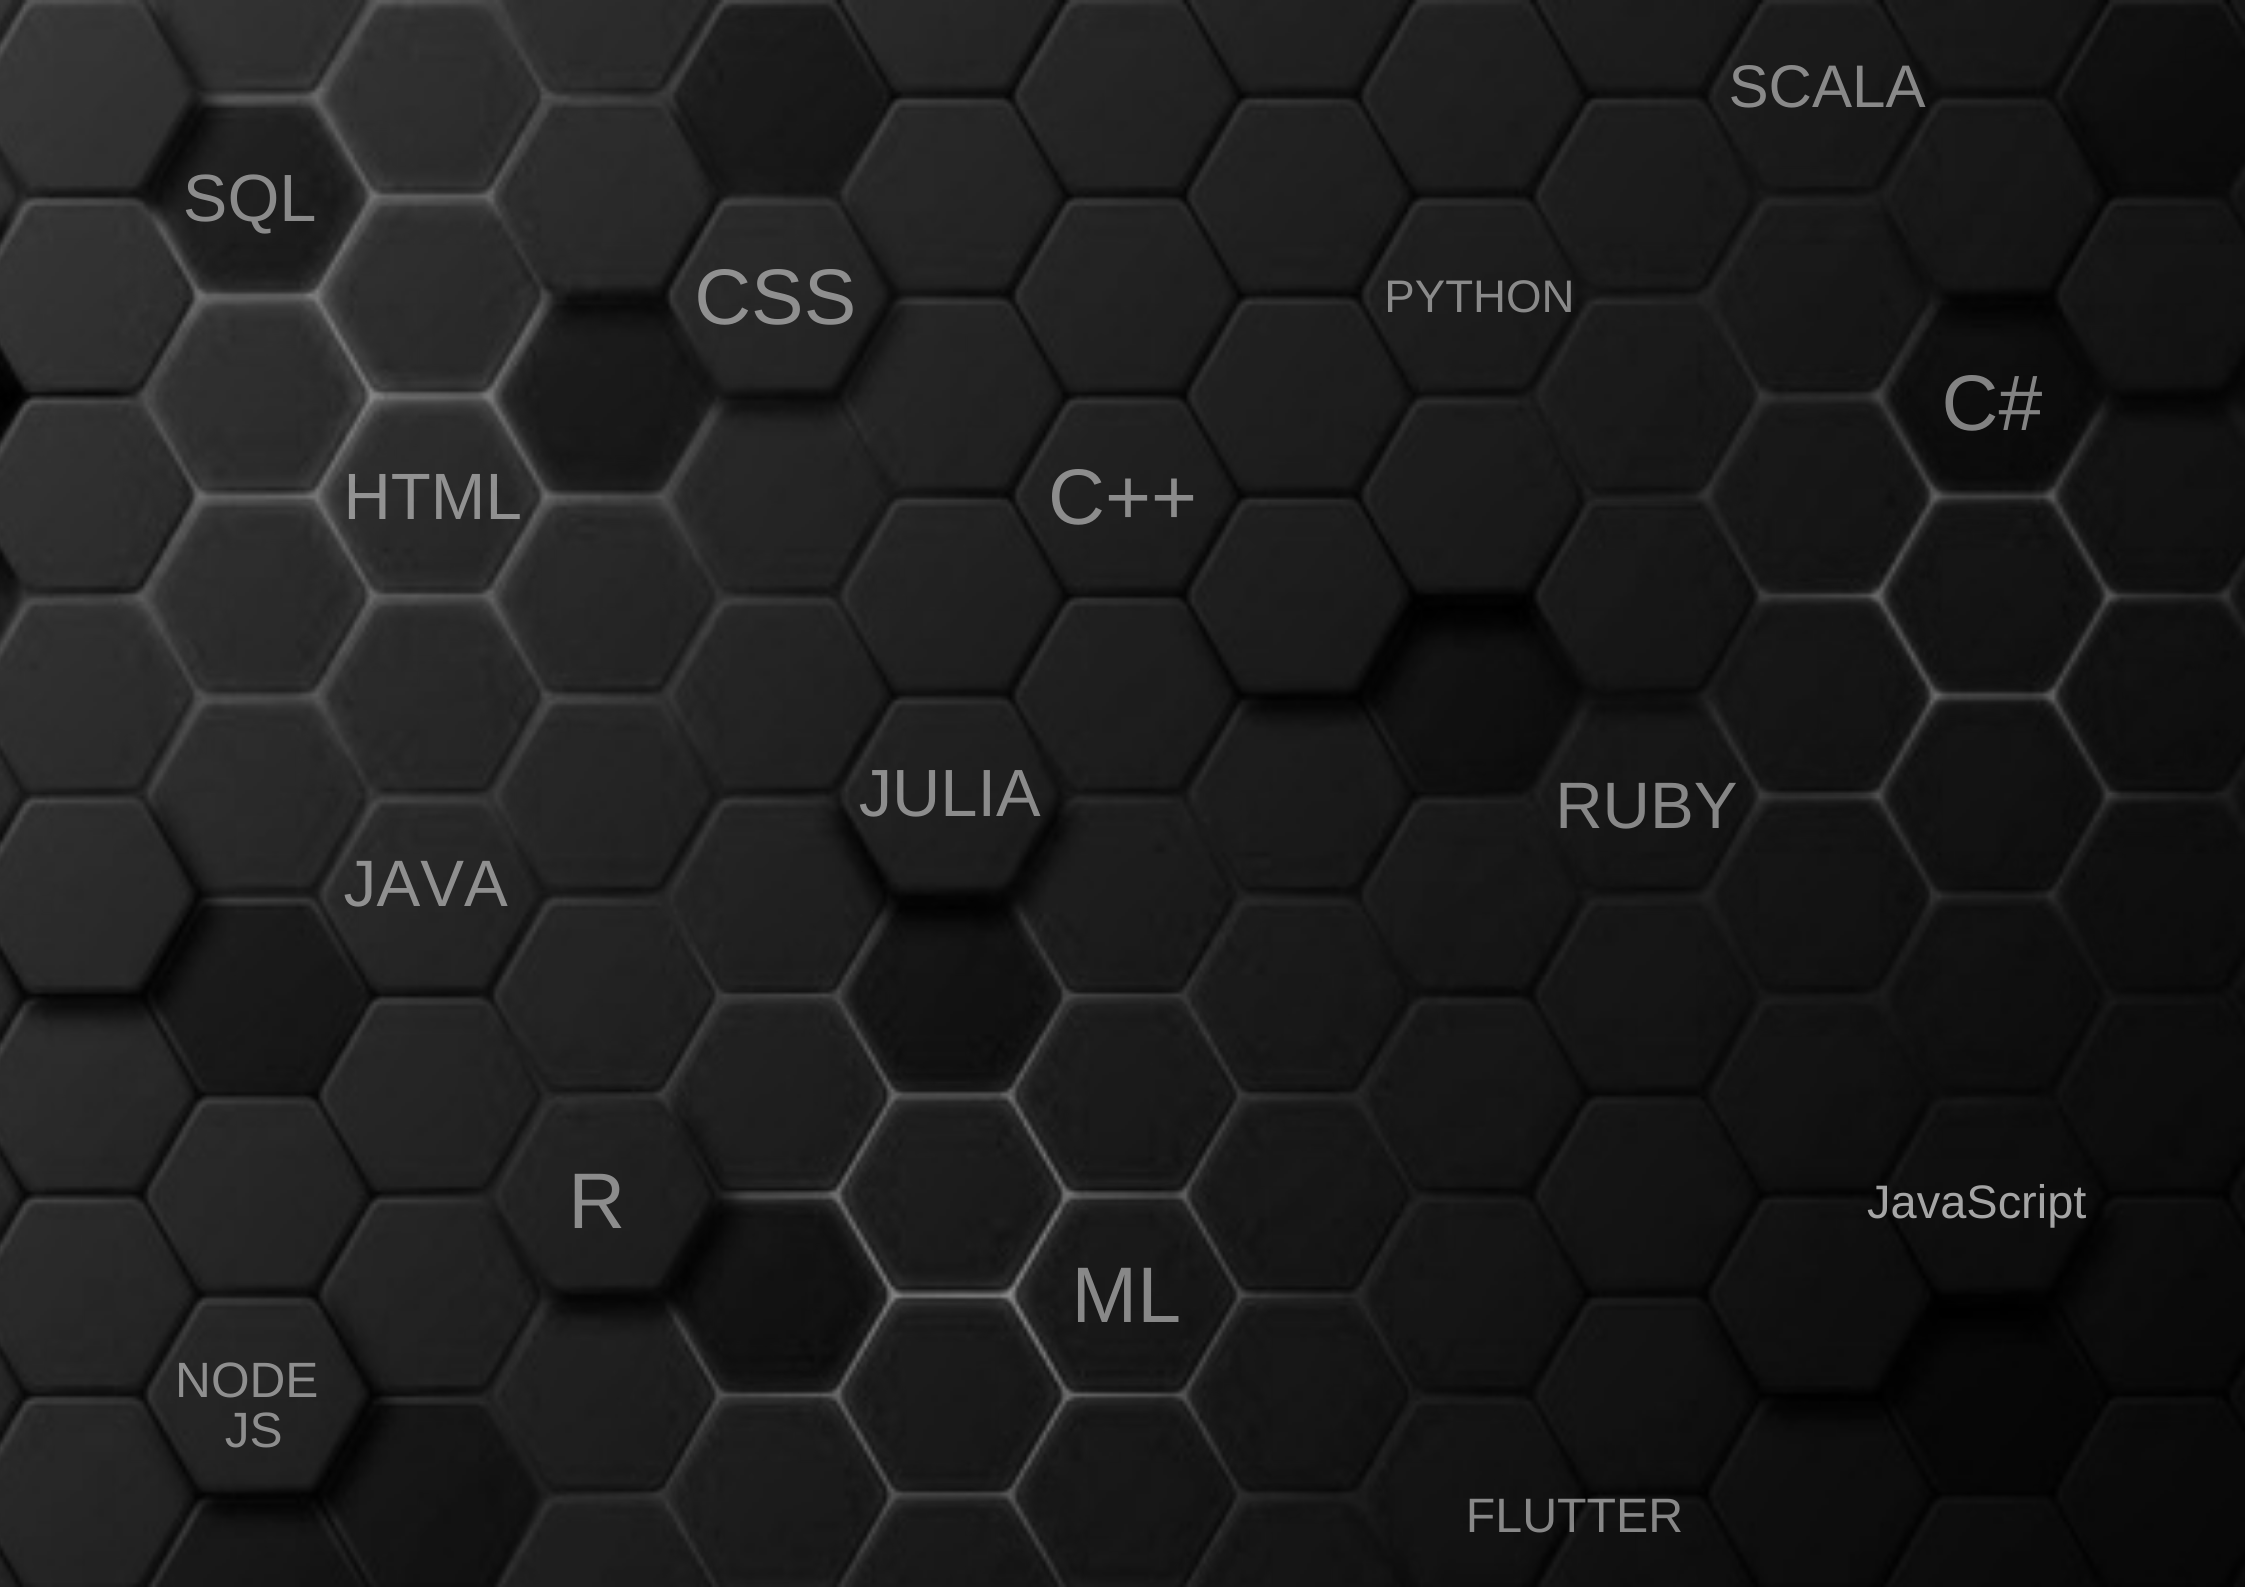 SCALA
SQL
CSS
PYTHON
C#
HTML
C++
JULIA
RUBY
JAVA
R
JavaScript
ML
NODE
JS
FLUTTER